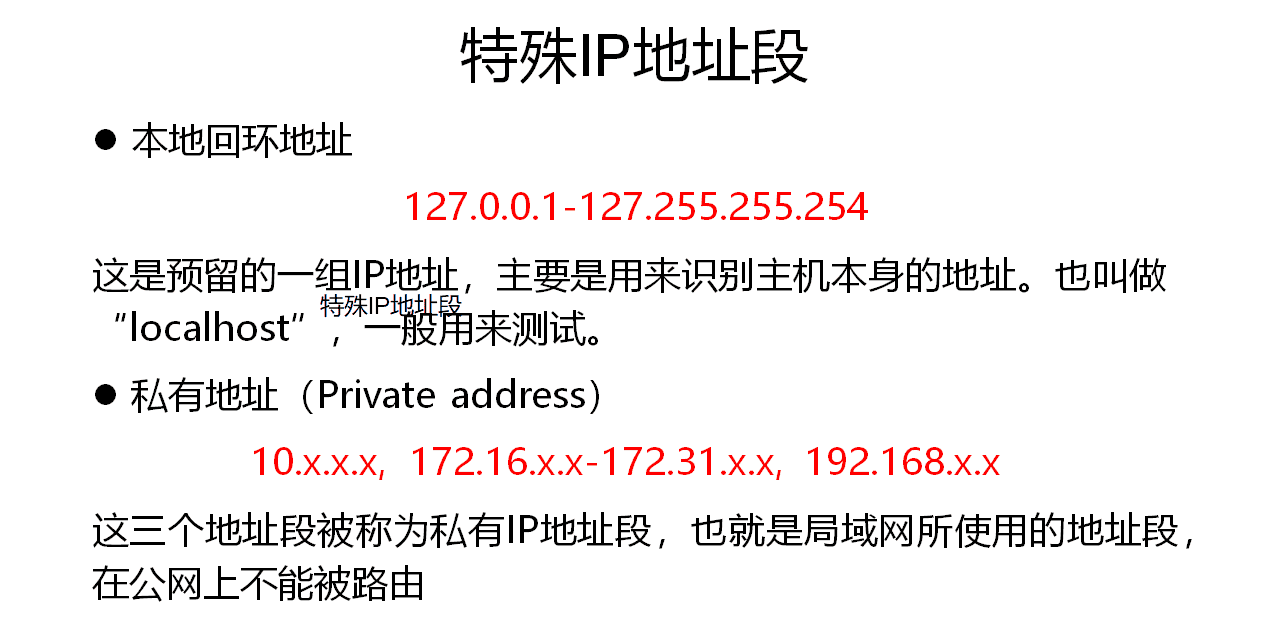 特殊IP地址段
● 本地回环地址
127.0.0.1-127.255.255.254
这是预留的一组IP地址，主要是用来识别主机本身的地址。也叫做
特殊IP地址段
“localhost”，一般用来测试。
● 私有地址（Private address）
10.x.x.x, 172.16.x.x-172.31.x.x, 192.168.x.x
这三个地址段被称为私有IP地址段，也就是局域网所使用的地址段，
在公网上不能被路由